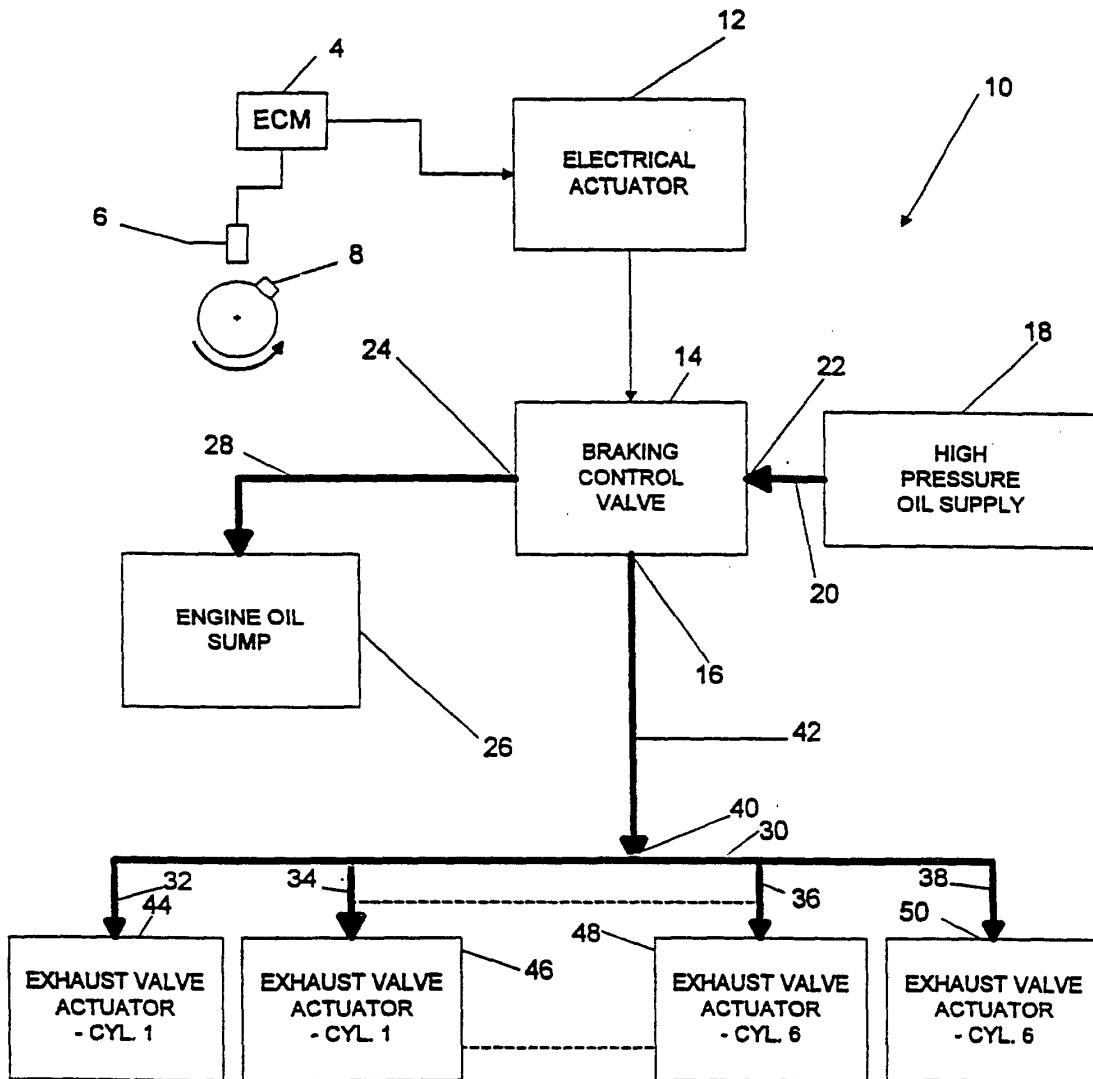 12
4
10
ECM
ELECTRICAL
ACTUATOR
6
8
18
24
14
22
28
BRAKING
CONTROL
VALVE
HIGH
PRESSURE
OIL SUPPLY
20
ENGINE OIL
SUMP
16
26
42
40
30
32
34
36
38
44
46
48
50
EXHAUST VALVE
ACTUATOR
- CYL. 1
EXHAUST VALVE
ACTUATOR
- CYL. 1
EXHAUST VALVE
ACTUATOR
- CYL. 6
EXHAUST VALVE
ACTUATOR
- CYL. 6